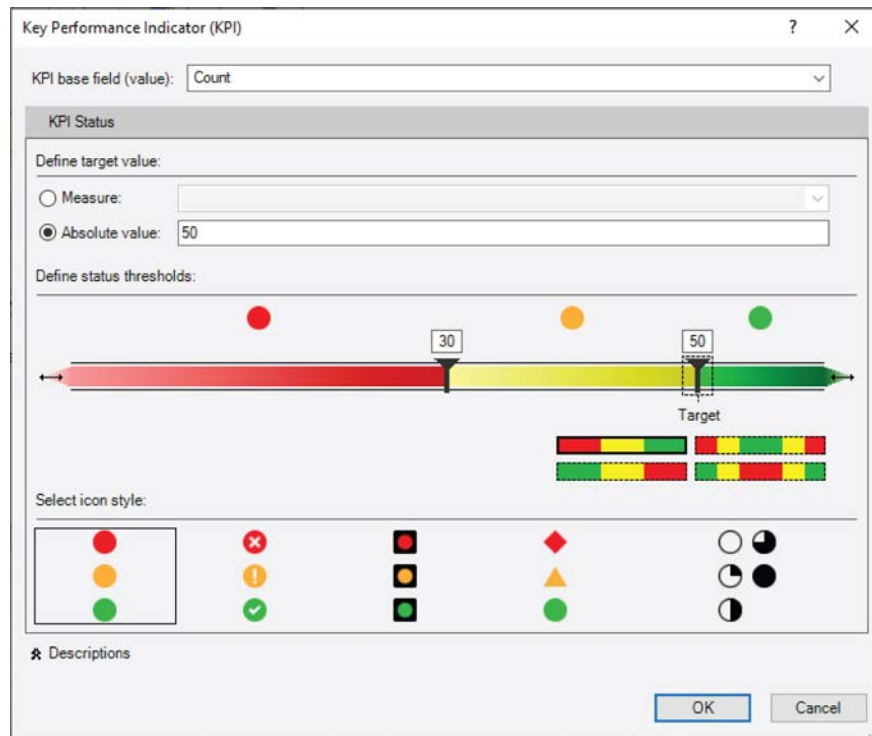 Key Performance Indicator (KPI)
?
KPI base field (value): Count
KPI Status
Define target value:
Measure:
Absolute value: 50
Define status thresholds:
30 50
Target
Select icon style:
Descriptions
OK Cancel